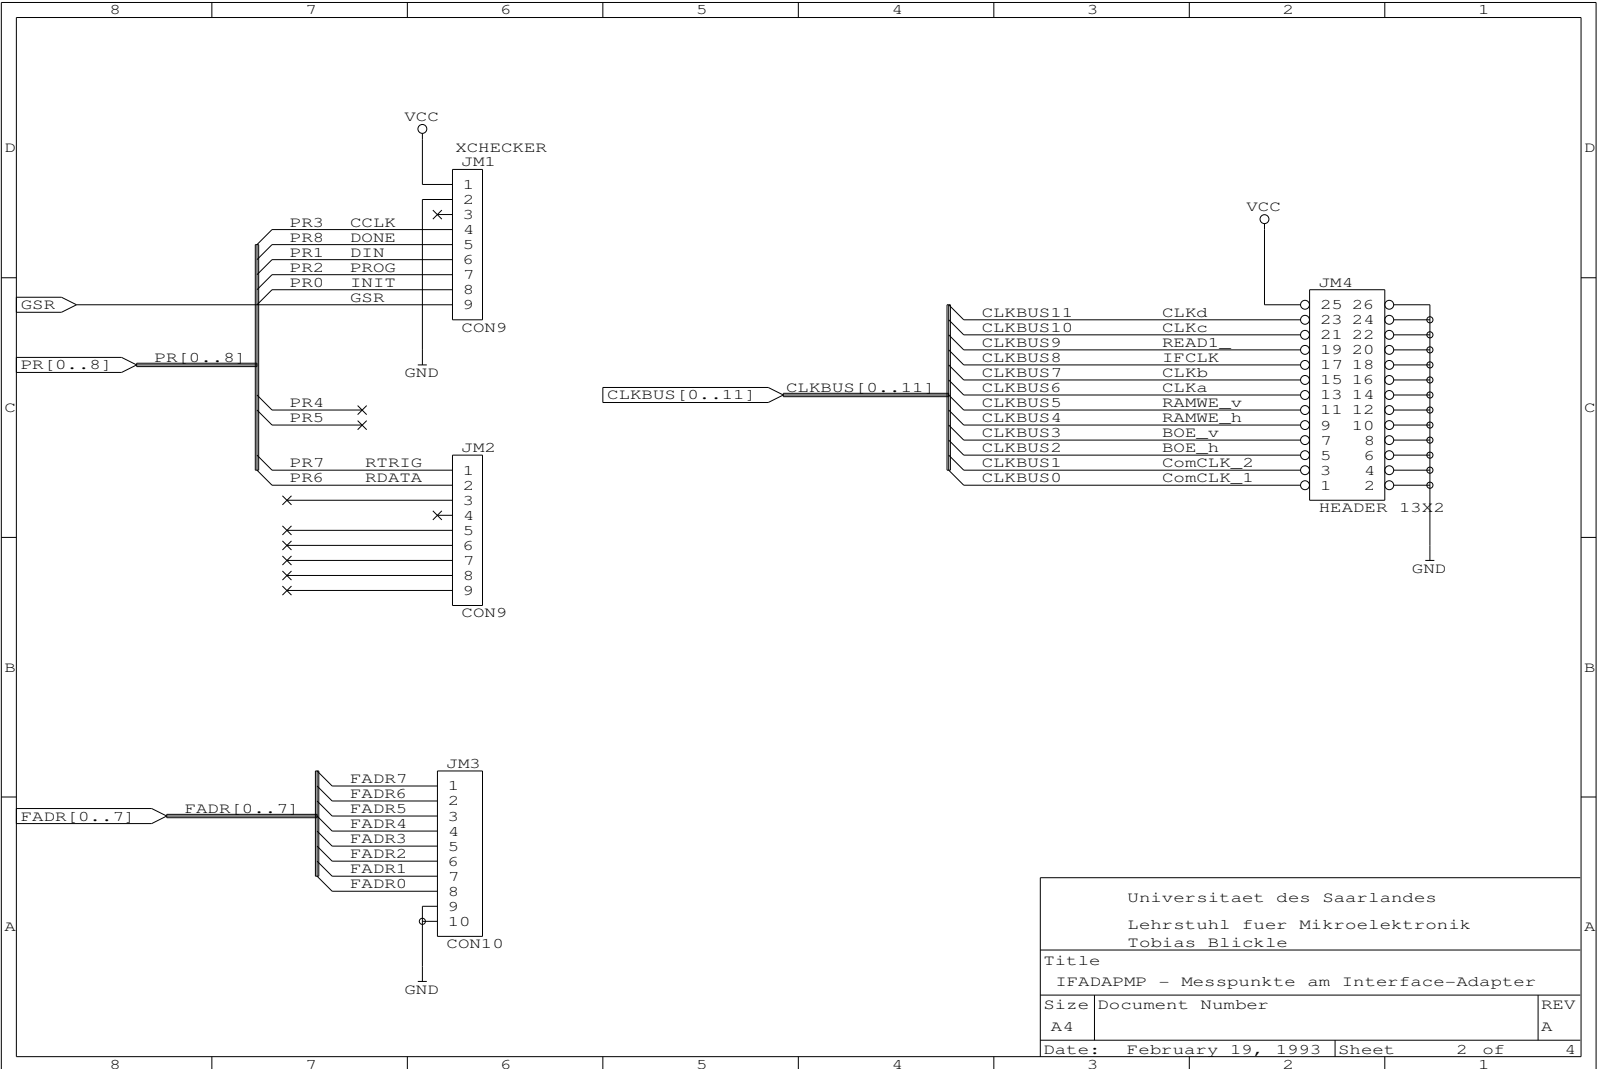 8 7 6 5 4 3 2 1
D D
C C
B B
A A
VCC
XCHECKER
JM1
1
2
3
PR3 CCLK 4
PR8 DONE 5
PR1 DIN 6
PR2 PROG 7
PR0 INIT 8
GSR 9
GSR
CON9
PR[0..8] PR[0..8]
GND
PR4
PR5
JM2
PR7 RTRIG 1
PR6 RDATA 2
3
4
5
6
7
8
9
CON9
VCC
JM4
25 26
CLKBUS11 CLKd 23 24
CLKBUS10 CLKc 21 22
CLKBUS9 READ1_ 19 20
CLKBUS8 IFCLK 17 18
CLKBUS7 CLKb 15 16
CLKBUS[0..11] CLKBUS[0..11]
CLKBUS6 CLKa 13 14
CLKBUS5 RAMWE_v 11 12
CLKBUS4 RAMWE_h 9 10
CLKBUS3 BOE_v 7 8
CLKBUS2 BOE_h 5 6
CLKBUS1 ComCLK_2 3 4
CLKBUS0 ComCLK_1 1 2
HEADER 13X2
GND
JM3
FADR7 1
FADR6 2
FADR[0..7] FADR[0..7]
FADR5 3
FADR4 4
FADR3 5
FADR2 6
FADR1 7
FADR0 8
9
10
CON10
GND
Universitaet des Saarlandes
Lehrstuhl fuer Mikroelektronik
Tobias Blickle
Title
IFADAPMP - Messpunkte am Interface-Adapter
Size Document Number REV
A4 A
Date: February 19, 1993 Sheet 2 of 4
8 7 6 5 4 3 2 1